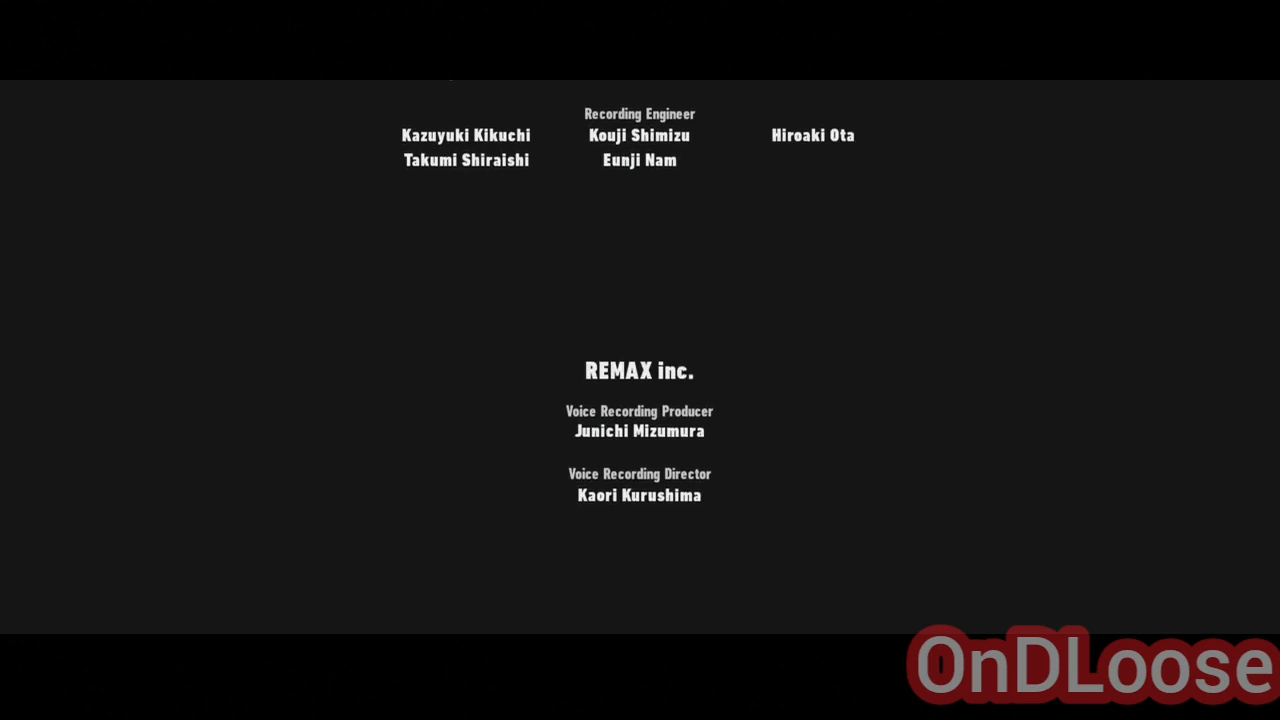 Recording Engineer
Kazuyuki Kikuchi Kouji Shimizu Hiroaki Ota
Takumi Shiraishi Eunji Nam
REMAX inc.
Voice Recording Producer
Junichi Mizumura
Voice Recording Director
Kaori Kurushima
OnDLoose